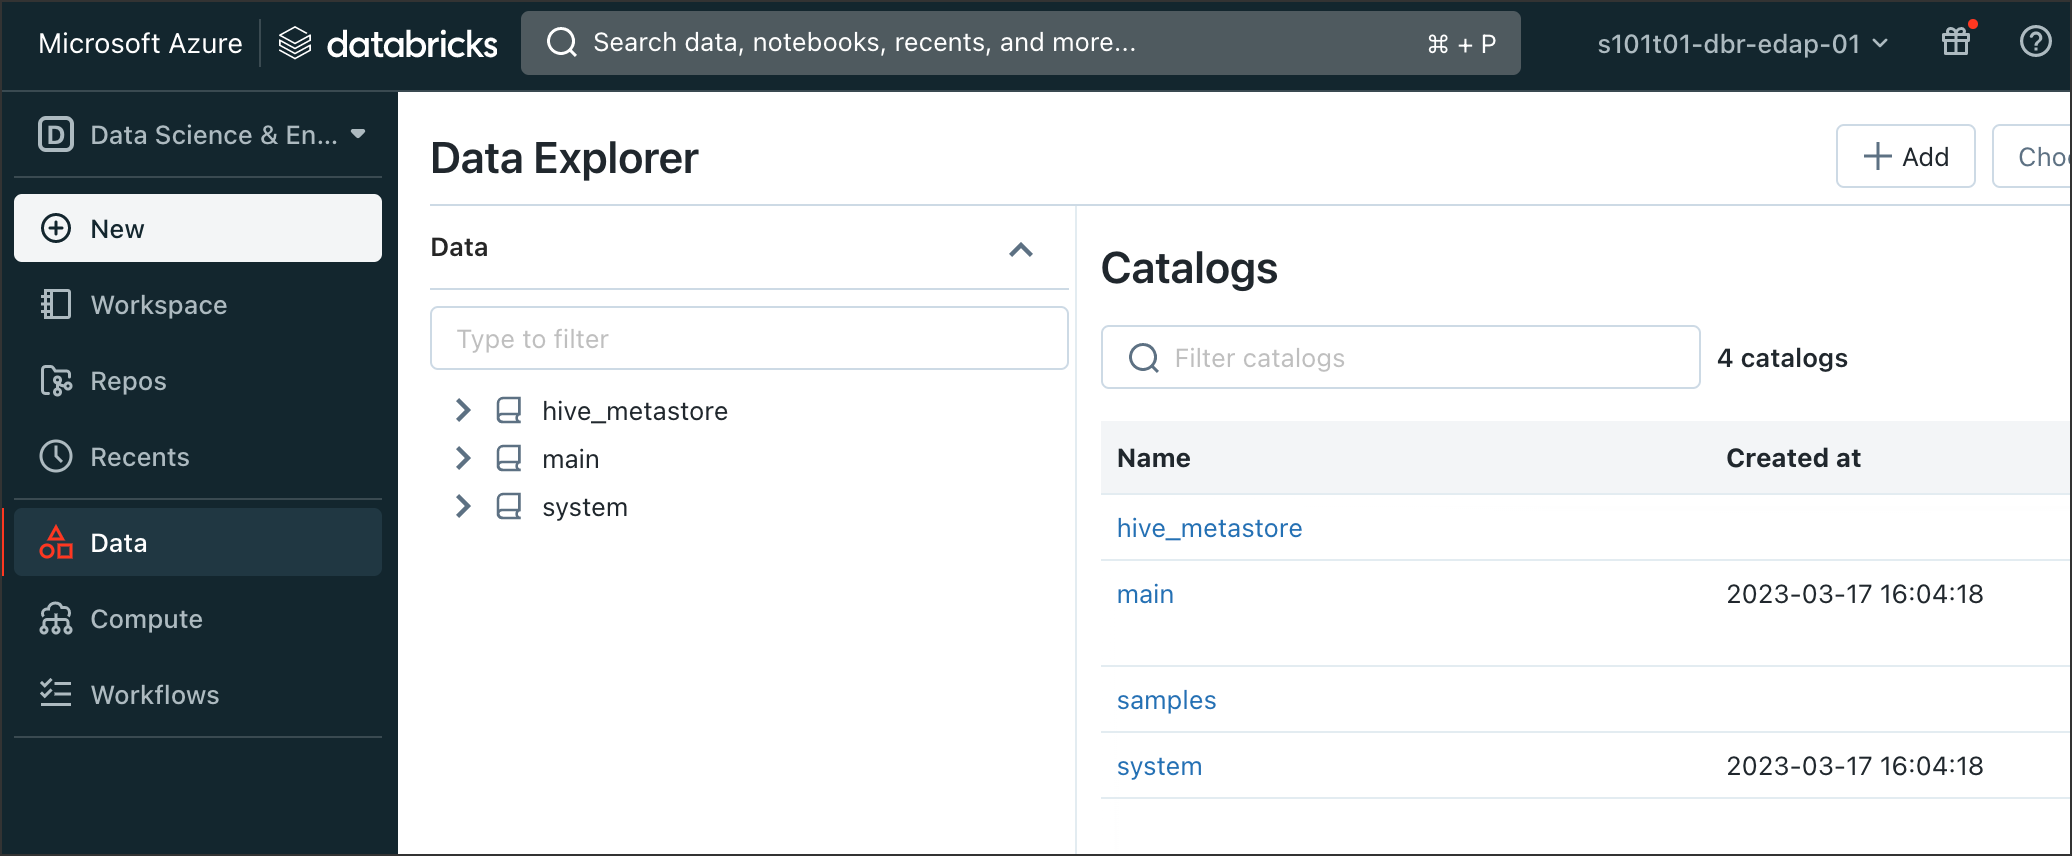 Microsoft Azure databricks Search data, notebooks, recents, and more... ⌘ + P s101t01-dbr-edap-01
D Data Science & En...
New
Workspace
Repos
Recents
Data
Compute
Workflows
Data Explorer
Add
Data
Type to filter
hive_metastore
main
system
Catalogs
Filter catalogs 4 catalogs
Name Created at
hive_metastore
main 2023-03-17 16:04:18
samples
system 2023-03-17 16:04:18